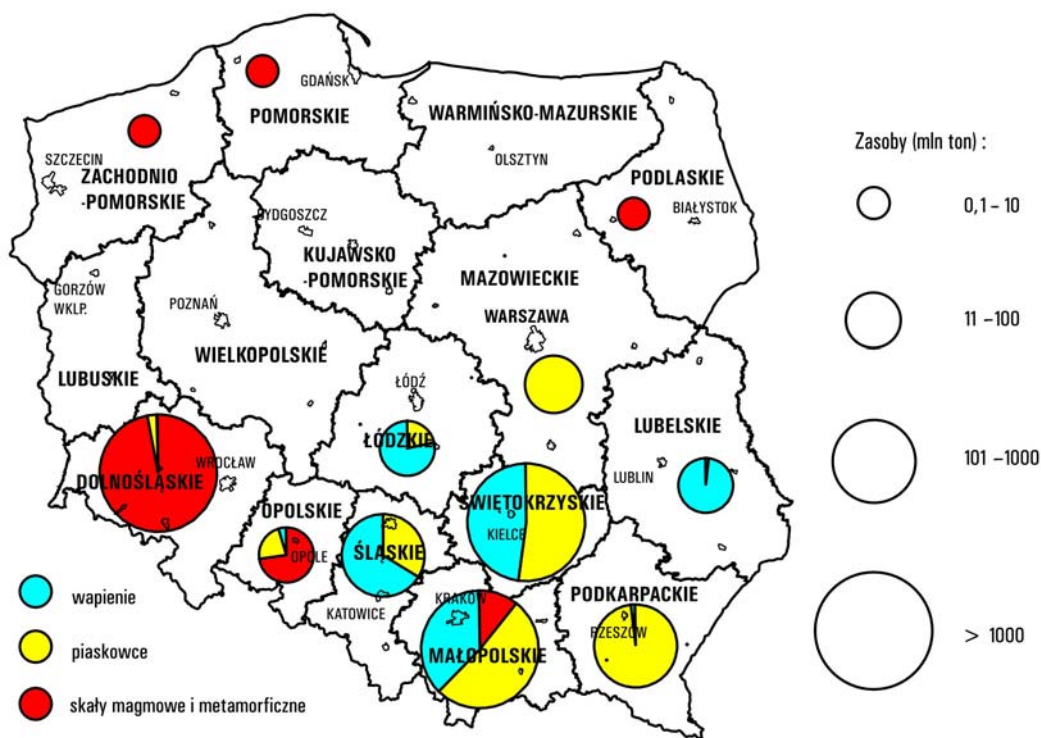 GDAŃSK
POMORSKIE
WARMIŃSKO-MAZURSKIE
OLSZTYN
SZCZECIN
ZACHODNIO
-POMORSKIE
PODLASKIE
BIAŁYSTOK
BYDGOSZCZ
KUJAWSKO
-POMORSKIE
MAZOWIECKIE
WARSZAWA
GORZÓW
WKLP.
POZNAŃ
WIELKOPOLSKIE
LUBUSKIE
ŁÓDŹ
ŁÓDZKIE
LUBELSKIE
LUBLIN
WROCŁAW
DOLNOŚLĄSKIE
OPOLSKIE
OPOLE
ŚLĄSKIE
KATOWICE
ŚWIĘTOKRZYSKIE
KIELCE
KRAKÓW
MAŁOPOLSKIE
PODKARPACKIE
RZESZÓW
wapienie
piaskowce
skały magmowe i metamorficzne
Zasoby (mln ton) :
0,1 – 10
11 –100
101 –1000
> 1000